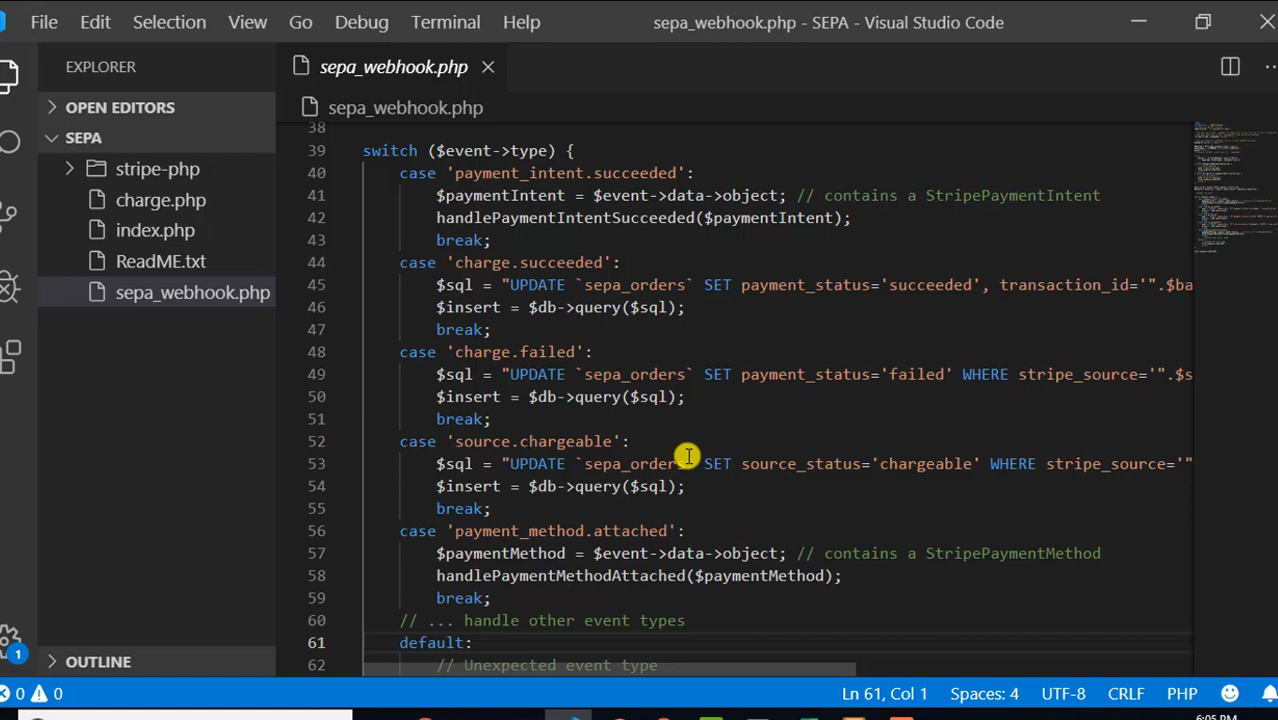 File Edit Selection View Go Debug Terminal Help sepa_webhook.php - SEPA - Visual Studio Code
EXPLORER
OPEN EDITORS
SEPA
stripe-php
charge.php
index.php
ReadME.txt
sepa_webhook.php
OUTLINE
sepa_webhook.php
sepa_webhook.php
38
39 switch ($event->type) {
40 case 'payment_intent.succeeded':
41 $paymentIntent = $event->data->object; // contains a StripePaymentIntent
42 handlePaymentIntentSucceeded($paymentIntent);
43 break;
44 case 'charge.succeeded':
45 $sql = "UPDATE `sepa_orders` SET payment_status='succeeded', transaction_id='".$ba
46 $insert = $db->query($sql);
47 break;
48 case 'charge.failed':
49 $sql = "UPDATE `sepa_orders` SET payment_status='failed' WHERE stripe_source='".$s
50 $insert = $db->query($sql);
51 break;
52 case 'source.chargeable':
53 $sql = "UPDATE `sepa_orders` SET source_status='chargeable' WHERE stripe_source='"
54 $insert = $db->query($sql);
55 break;
56 case 'payment_method.attached':
57 $paymentMethod = $event->data->object; // contains a StripePaymentMethod
58 handlePaymentMethodAttached($paymentMethod);
59 break;
60 // ... handle other event types
61 default:
62 // Unexpected event type
1
0 0 Ln 61, Col 1 Spaces: 4 UTF-8 CRLF PHP